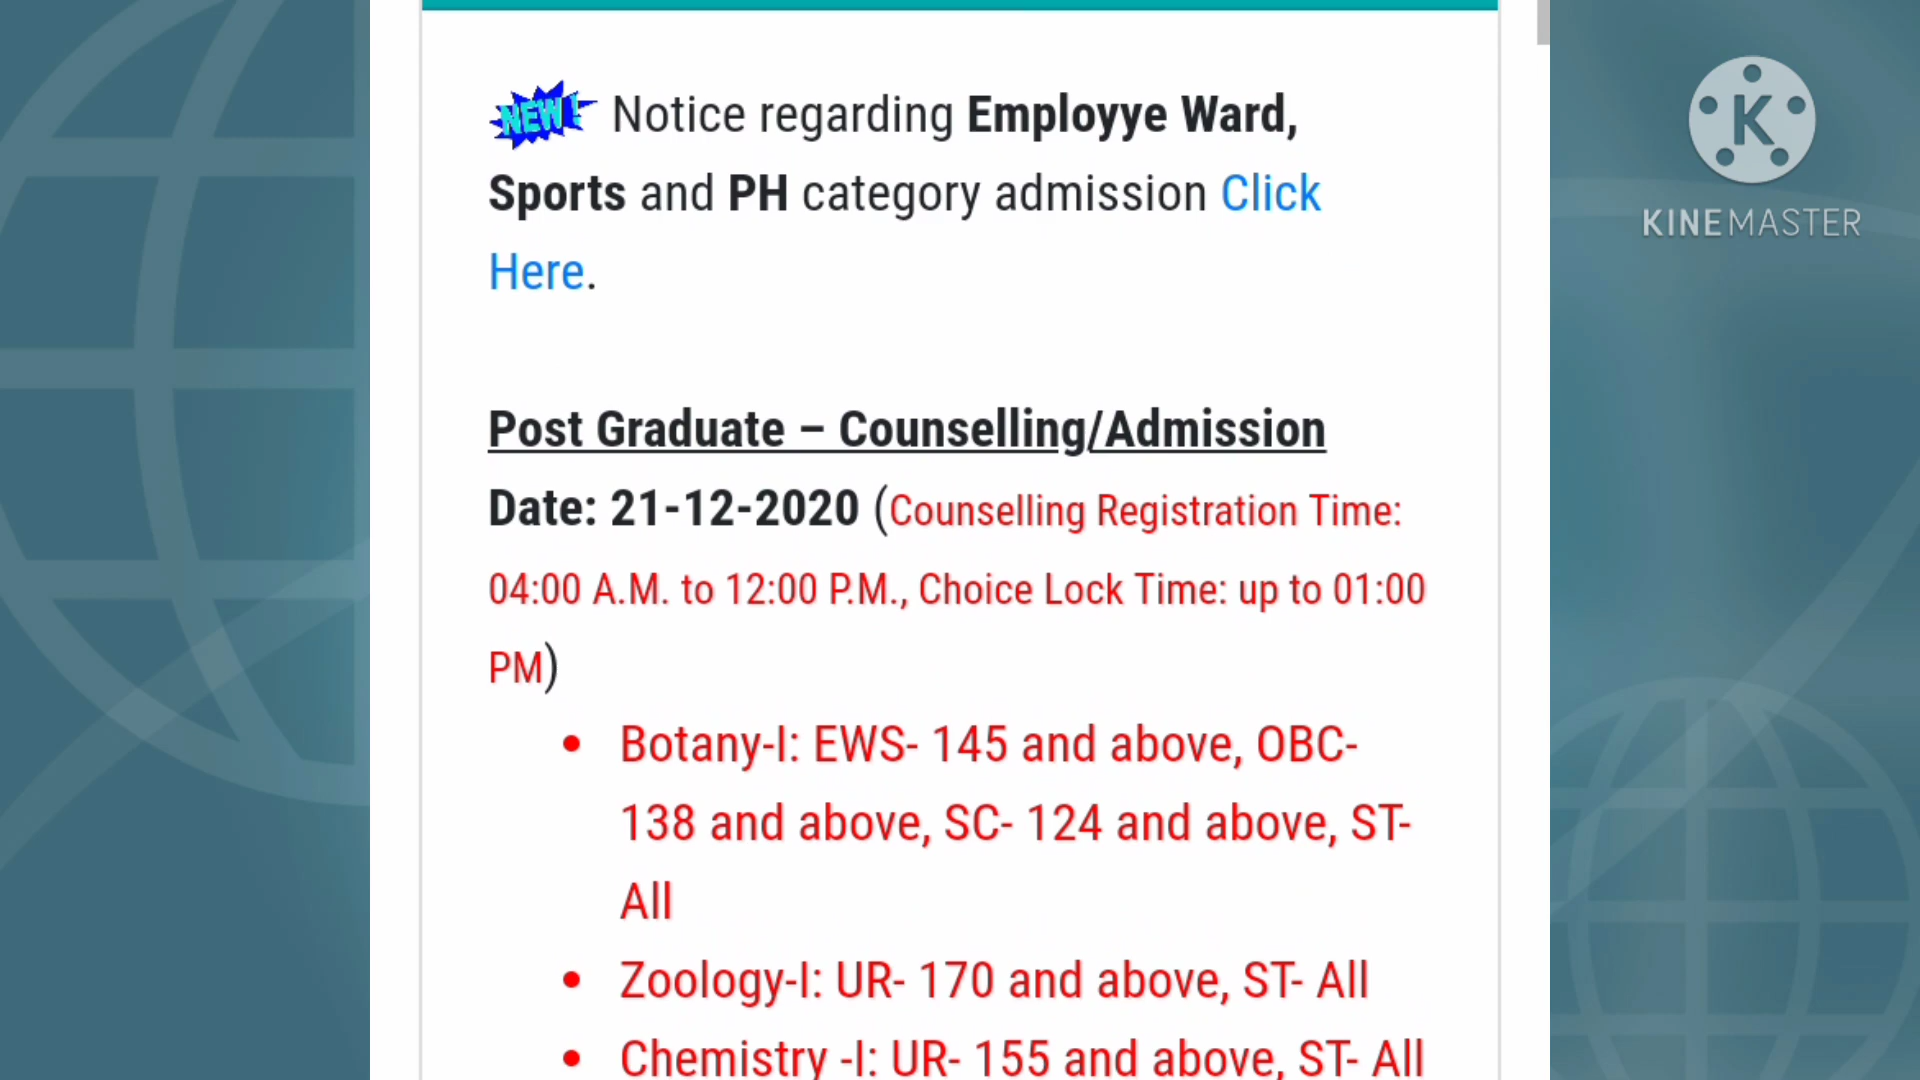 NEW! Notice regarding Employye Ward,
Sports and PH category admission Click
Here.
Post Graduate – Counselling/Admission
Date: 21-12-2020 (Counselling Registration Time:
04:00 A.M. to 12:00 P.M., Choice Lock Time: up to 01:00
PM)
• Botany-I: EWS- 145 and above, OBC-
138 and above, SC- 124 and above, ST-
All
• Zoology-I: UR- 170 and above, ST- All
• Chemistry -I: UR- 155 and above, ST- All
K
KINEMASTER